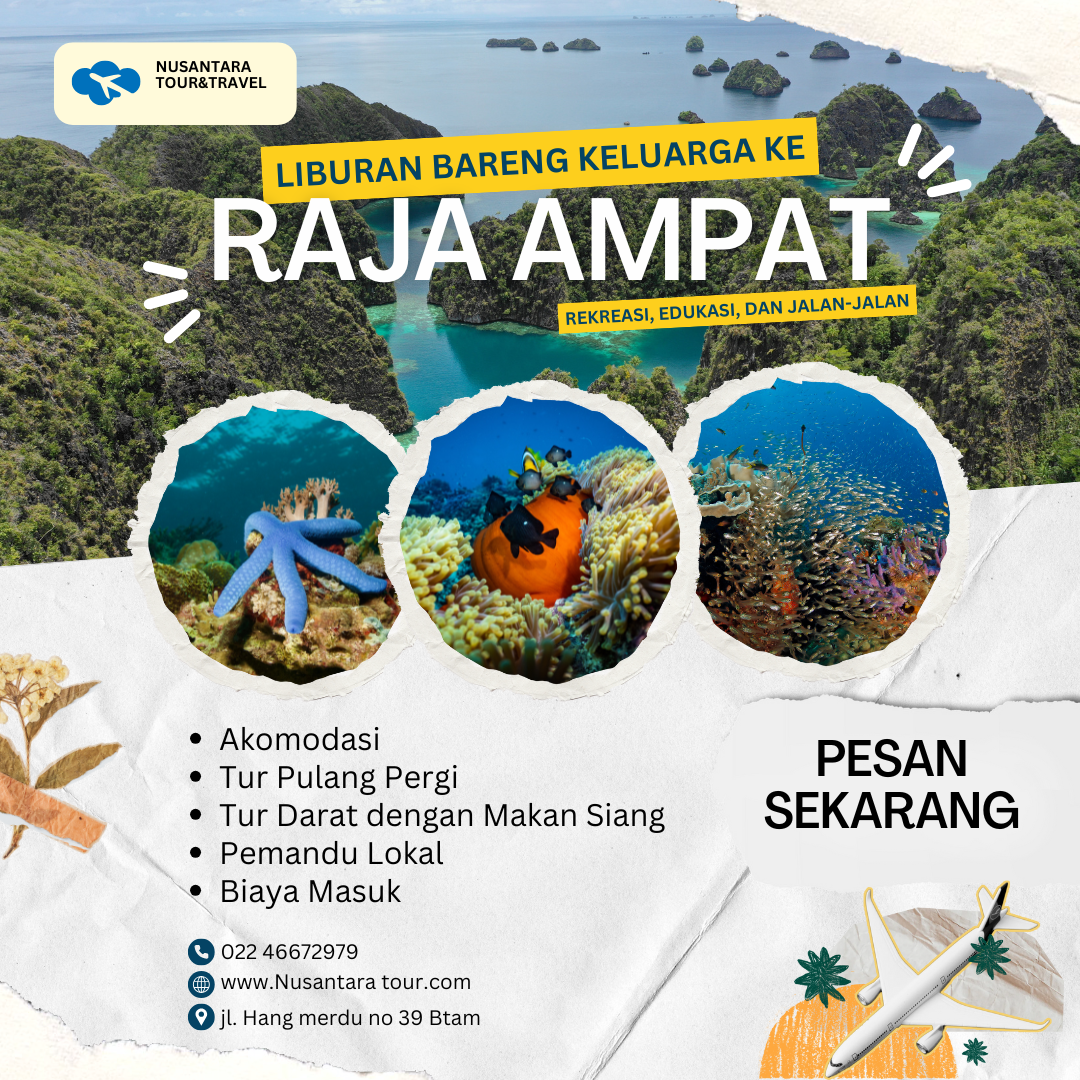 NUSANTARA
TOUR&TRAVEL
LIBURAN BARENG KELUARGA KE
RAJA AMPAT
REKREASI, EDUKASI, DAN JALAN-JALAN
• Akomodasi
• Tur Pulang Pergi
• Tur Darat dengan Makan Siang
• Pemandu Lokal
• Biaya Masuk
PESAN
SEKARANG
022 46672979
www.Nusantara tour.com
jl. Hang merdu no 39 Btam